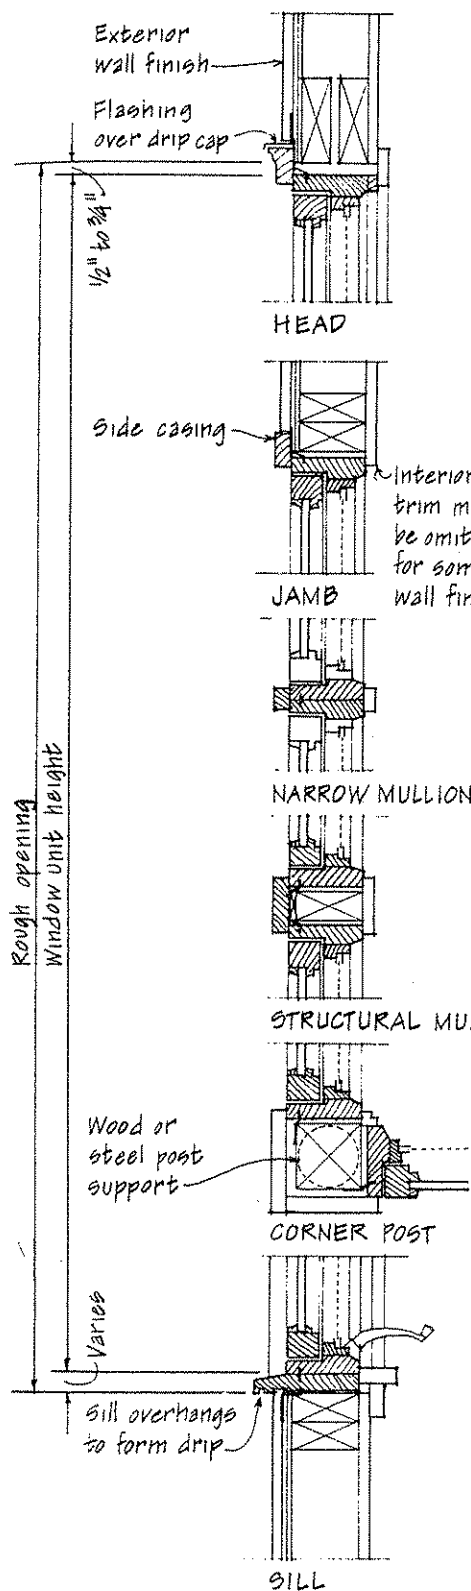 Exterior
wall finish
Flashing
over drip cap
1/2" to 3/4"
HEAD
Side casing
Interior
trim m
be omit
for som
wall fin
JAMB
NARROW MULLION
Rough opening
Window unit height
STRUCTURAL MU
Wood or
steel post
support
CORNER POST
Varies
Sill overhangs
to form drip
SILL